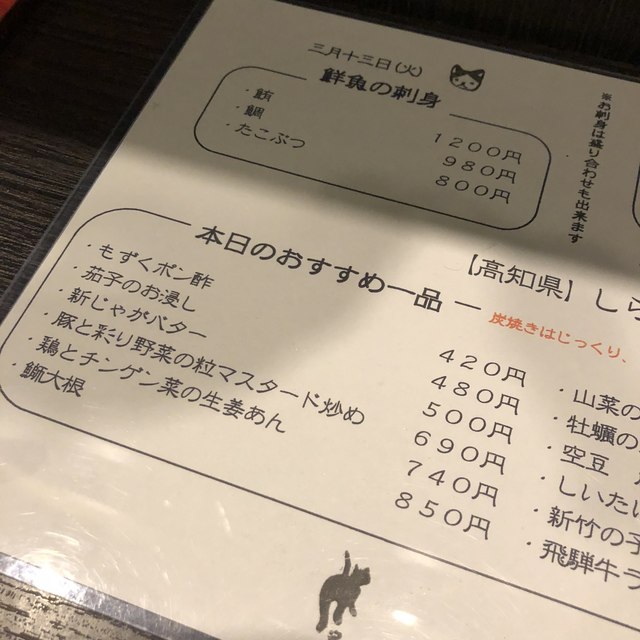 三月十三日(火)
鮮魚の刺身
・鮪 1200円
・鯛 980円
・たこぶつ 800円
※お刺身は盛り合わせも出来ます
本日のおすすめ一品
【高知県】しら
炭焼きはじっくり、
・もずくポン酢 420円
・茄子のお浸し 480円
・新じゃがバター 500円
・豚と彩り野菜の粒マスタード炒め 690円
・鶏とチンゲン菜の生姜あん 740円
・鰤大根 850円
・山菜の
・牡蠣の
・空豆
・しいたけ
・新竹の子
・飛騨牛